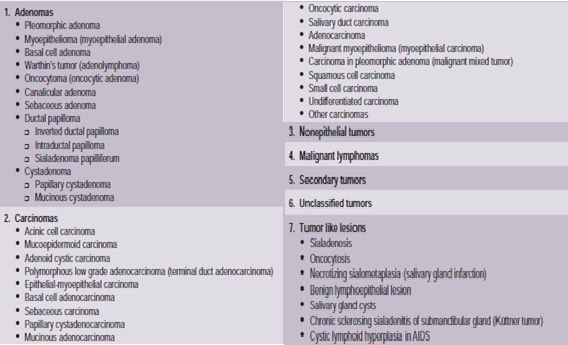 1. Adenomas
• Pleomorphic adenoma
• Myoepithelioma (myoepithelial adenoma)
• Basal cell adenoma
• Warthin's tumor (adenolymphoma)
• Oncocytoma (oncocytic adenoma)
• Canalicular adenoma
• Sebaceous adenoma
• Ductal papilloma
❑ Inverted ductal papilloma
❑ Intraductal papilloma
❑ Sialadenoma papilliferum
• Cystadenoma
❑ Papillary cystadenoma
❑ Mucinous cystadenoma
2. Carcinomas
• Acinic cell carcinoma
• Mucoepidermoid carcinoma
• Adenoid cystic carcinoma
• Polymorphous low grade adenocarcinoma (terminal duct adenocarcinoma)
• Epithelial-myoepithelial carcinoma
• Basal cell adenocarcinoma
• Sebaceous carcinoma
• Papillary cystadenocarcinoma
• Mucinous adenocarcinoma
• Oncocytic carcinoma
• Salivary duct carcinoma
• Adenocarcinoma
• Malignant myoepithelioma (myoepithelial carcinoma)
• Carcinoma in pleomorphic adenoma (malignant mixed tumor)
• Squamous cell carcinoma
• Small cell carcinoma
• Undifferentiated carcinoma
• Other carcinomas
3. Nonepithelial tumors
4. Malignant lymphomas
5. Secondary tumors
6. Unclassified tumors
7. Tumor like lesions
• Sialadenosis
• Oncocytosis
• Necrotizing sialometaplasia (salivary gland infarction)
• Benign lymphoepithelial lesion
• Salivary gland cysts
• Chronic sclerosing sialadenitis of submandibular gland (Küttner tumor)
• Cystic lymphoid hyperplasia in AIDS